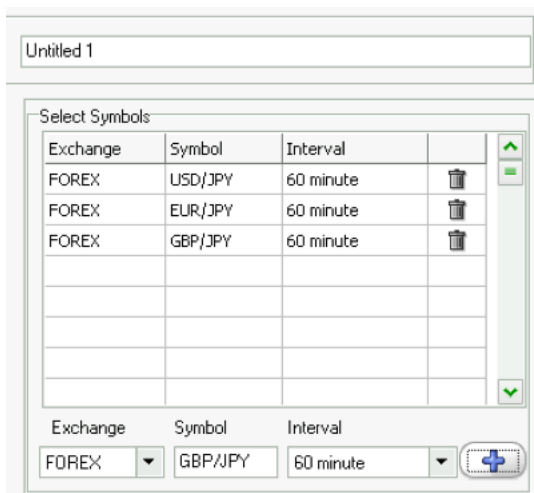 Untitled 1
Select Symbols
Exchange Symbol Interval
FOREX USD/JPY 60 minute
FOREX EUR/JPY 60 minute
FOREX GBP/JPY 60 minute
Exchange Symbol Interval
FOREX GBP/JPY 60 minute